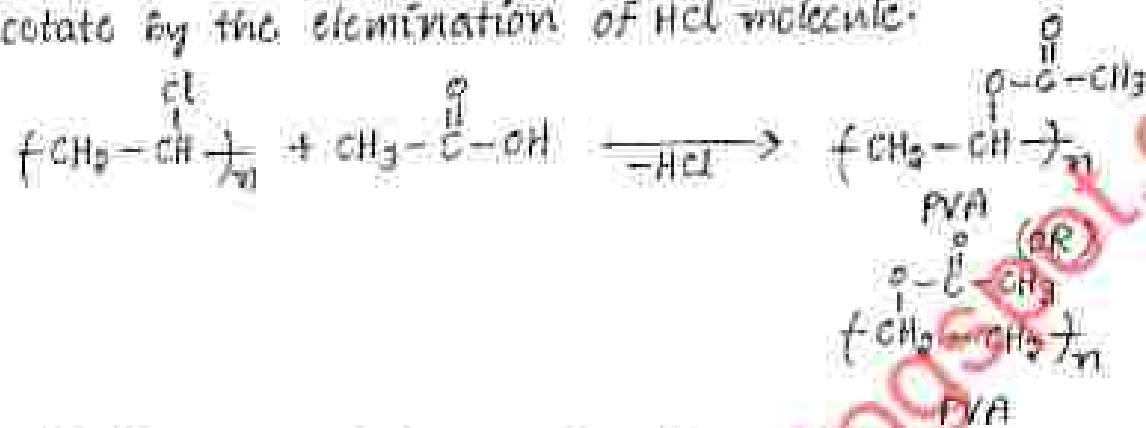 cetate by the elemination of HCl molecule.
O
Cl O O-C-CH3
{CH2-CH}n + CH3-C-OH -HCl {CH2-CH}n
PVA
O (OR)
O-C-CH3
{CH2-CH2}n
PVA